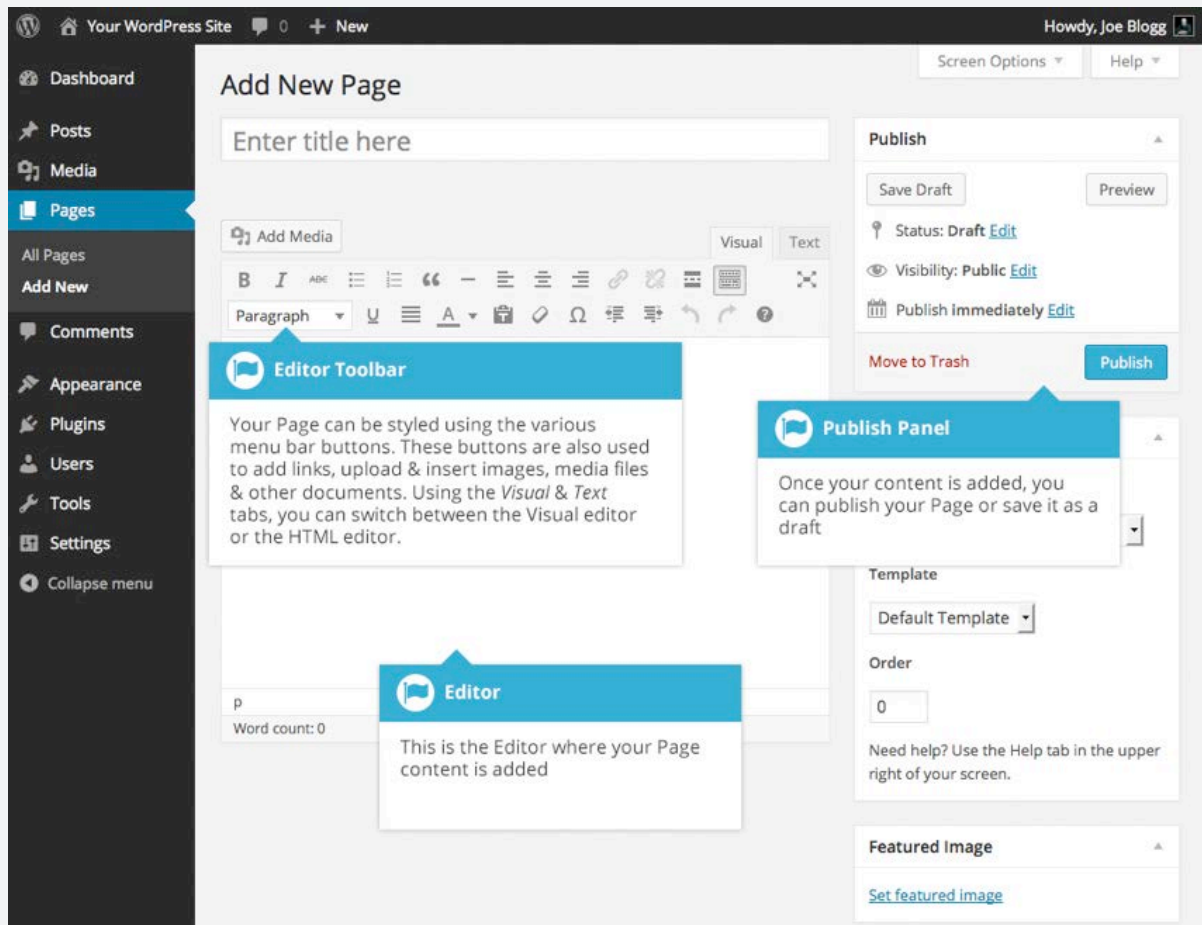 Your WordPress Site 0 + New Howdy, Joe Blogg
Screen Options Help
Dashboard
Posts
Media
Pages
All Pages
Add New
Comments
Appearance
Plugins
Users
Tools
Settings
Collapse menu
Add New Page
Enter title here
Add Media
Visual Text
B I ABC
Paragraph U A Ω
Editor Toolbar
Your Page can be styled using the various
menu bar buttons. These buttons are also used
to add links, upload & insert images, media files
& other documents. Using the Visual & Text
tabs, you can switch between the Visual editor
or the HTML editor.
Editor
This is the Editor where your Page
content is added
p
Word count: 0
Publish
Save Draft Preview
Status: Draft Edit
Visibility: Public Edit
Publish immediately Edit
Move to Trash Publish
Publish Panel
Once your content is added, you
can publish your Page or save it as a
draft
Template
Default Template
Order
0
Need help? Use the Help tab in the upper
right of your screen.
Featured Image
Set featured image